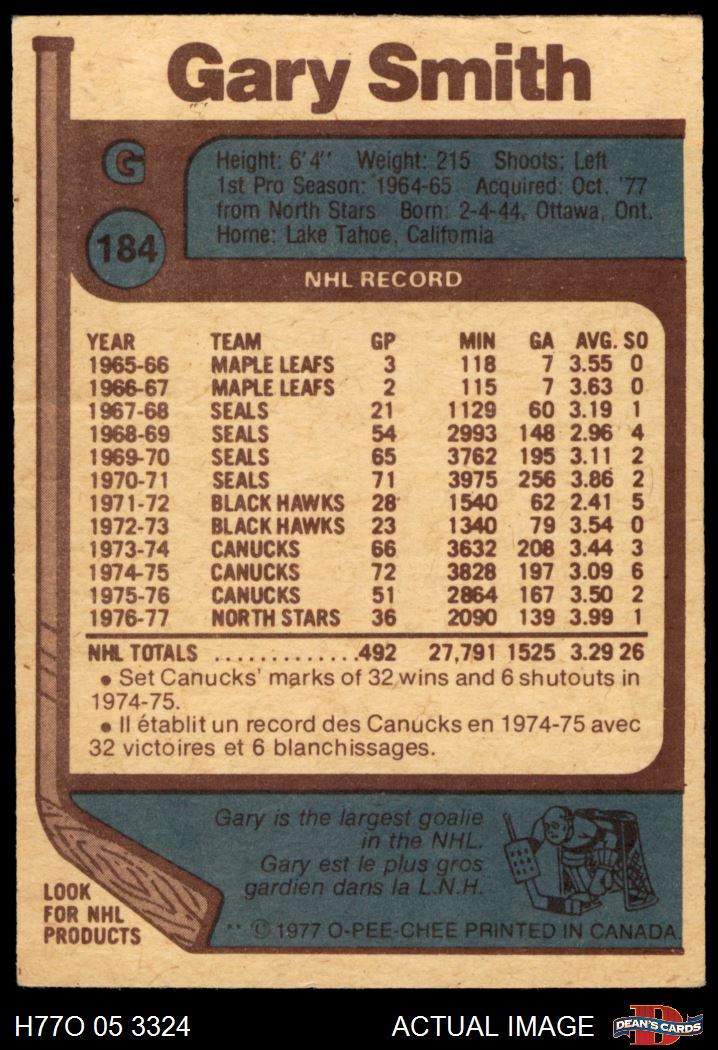 Gary Smith
G
184
Height: 6'4" Weight: 215 Shoots: Left
1st Pro Season: 1964-65 Acquired: Oct. '77
from North Stars Born: 2-4-44, Ottawa, Ont.
Home: Lake Tahoe, California
NHL RECORD
YEAR TEAM GP MIN GA AVG. SO
1965-66 MAPLE LEAFS 3 118 7 3.55 0
1966-67 MAPLE LEAFS 2 115 7 3.63 0
1967-68 SEALS 21 1129 60 3.19 1
1968-69 SEALS 54 2993 148 2.96 4
1969-70 SEALS 65 3762 195 3.11 2
1970-71 SEALS 71 3975 256 3.86 2
1971-72 BLACK HAWKS 28 1540 62 2.41 5
1972-73 BLACK HAWKS 23 1340 79 3.54 0
1973-74 CANUCKS 66 3632 208 3.44 3
1974-75 CANUCKS 72 3828 197 3.09 6
1975-76 CANUCKS 51 2864 167 3.50 2
1976-77 NORTH STARS 36 2090 139 3.99 1
NHL TOTALS .............492 27,791 1525 3.29 26
• Set Canucks' marks of 32 wins and 6 shutouts in
1974-75.
• Il établit un record des Canucks en 1974-75 avec
32 victoires et 6 blanchissages.
Gary is the largest goalie
in the NHL.
Gary est le plus gros
gardien dans la L.N.H.
LOOK
FOR NHL
PRODUCTS
** © 1977 O-PEE-CHEE PRINTED IN CANADA
H77O 05 3324 ACTUAL IMAGE D DEAN'S CARDS